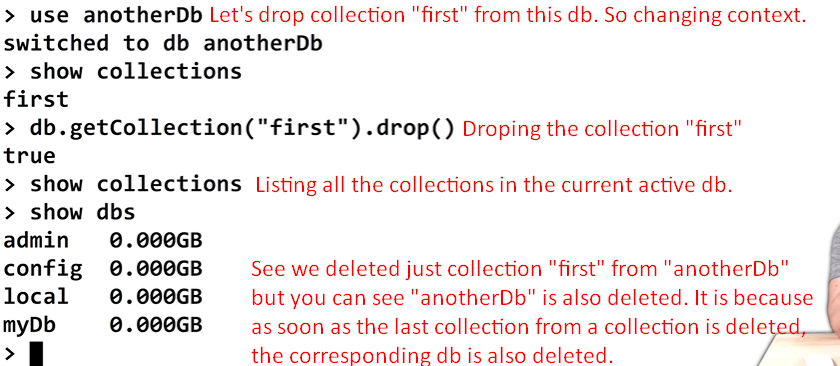 > use anotherDb Let's drop collection "first" from this db. So changing context.
switched to db anotherDb
> show collections
first
> db.getCollection("first").drop() Droping the collection "first"
true
> show collections Listing all the collections in the current active db.
> show dbs
admin 0.000GB
config 0.000GB See we deleted just collection "first" from "anotherDb"
local 0.000GB but you can see "anotherDb" is also deleted. It is because
myDb 0.000GB as soon as the last collection from a collection is deleted,
> the corresponding db is also deleted.